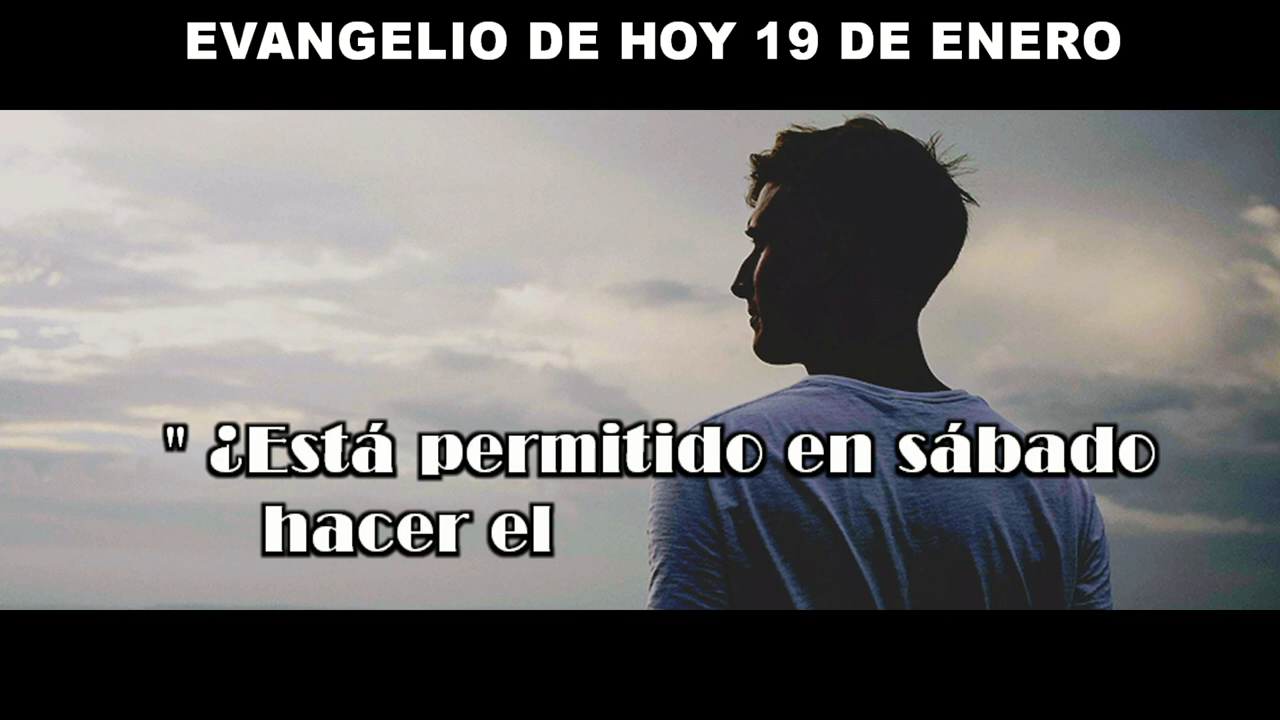 EVANGELIO DE HOY 19 DE ENERO
" ¿Está permitido en sábado
hacer el